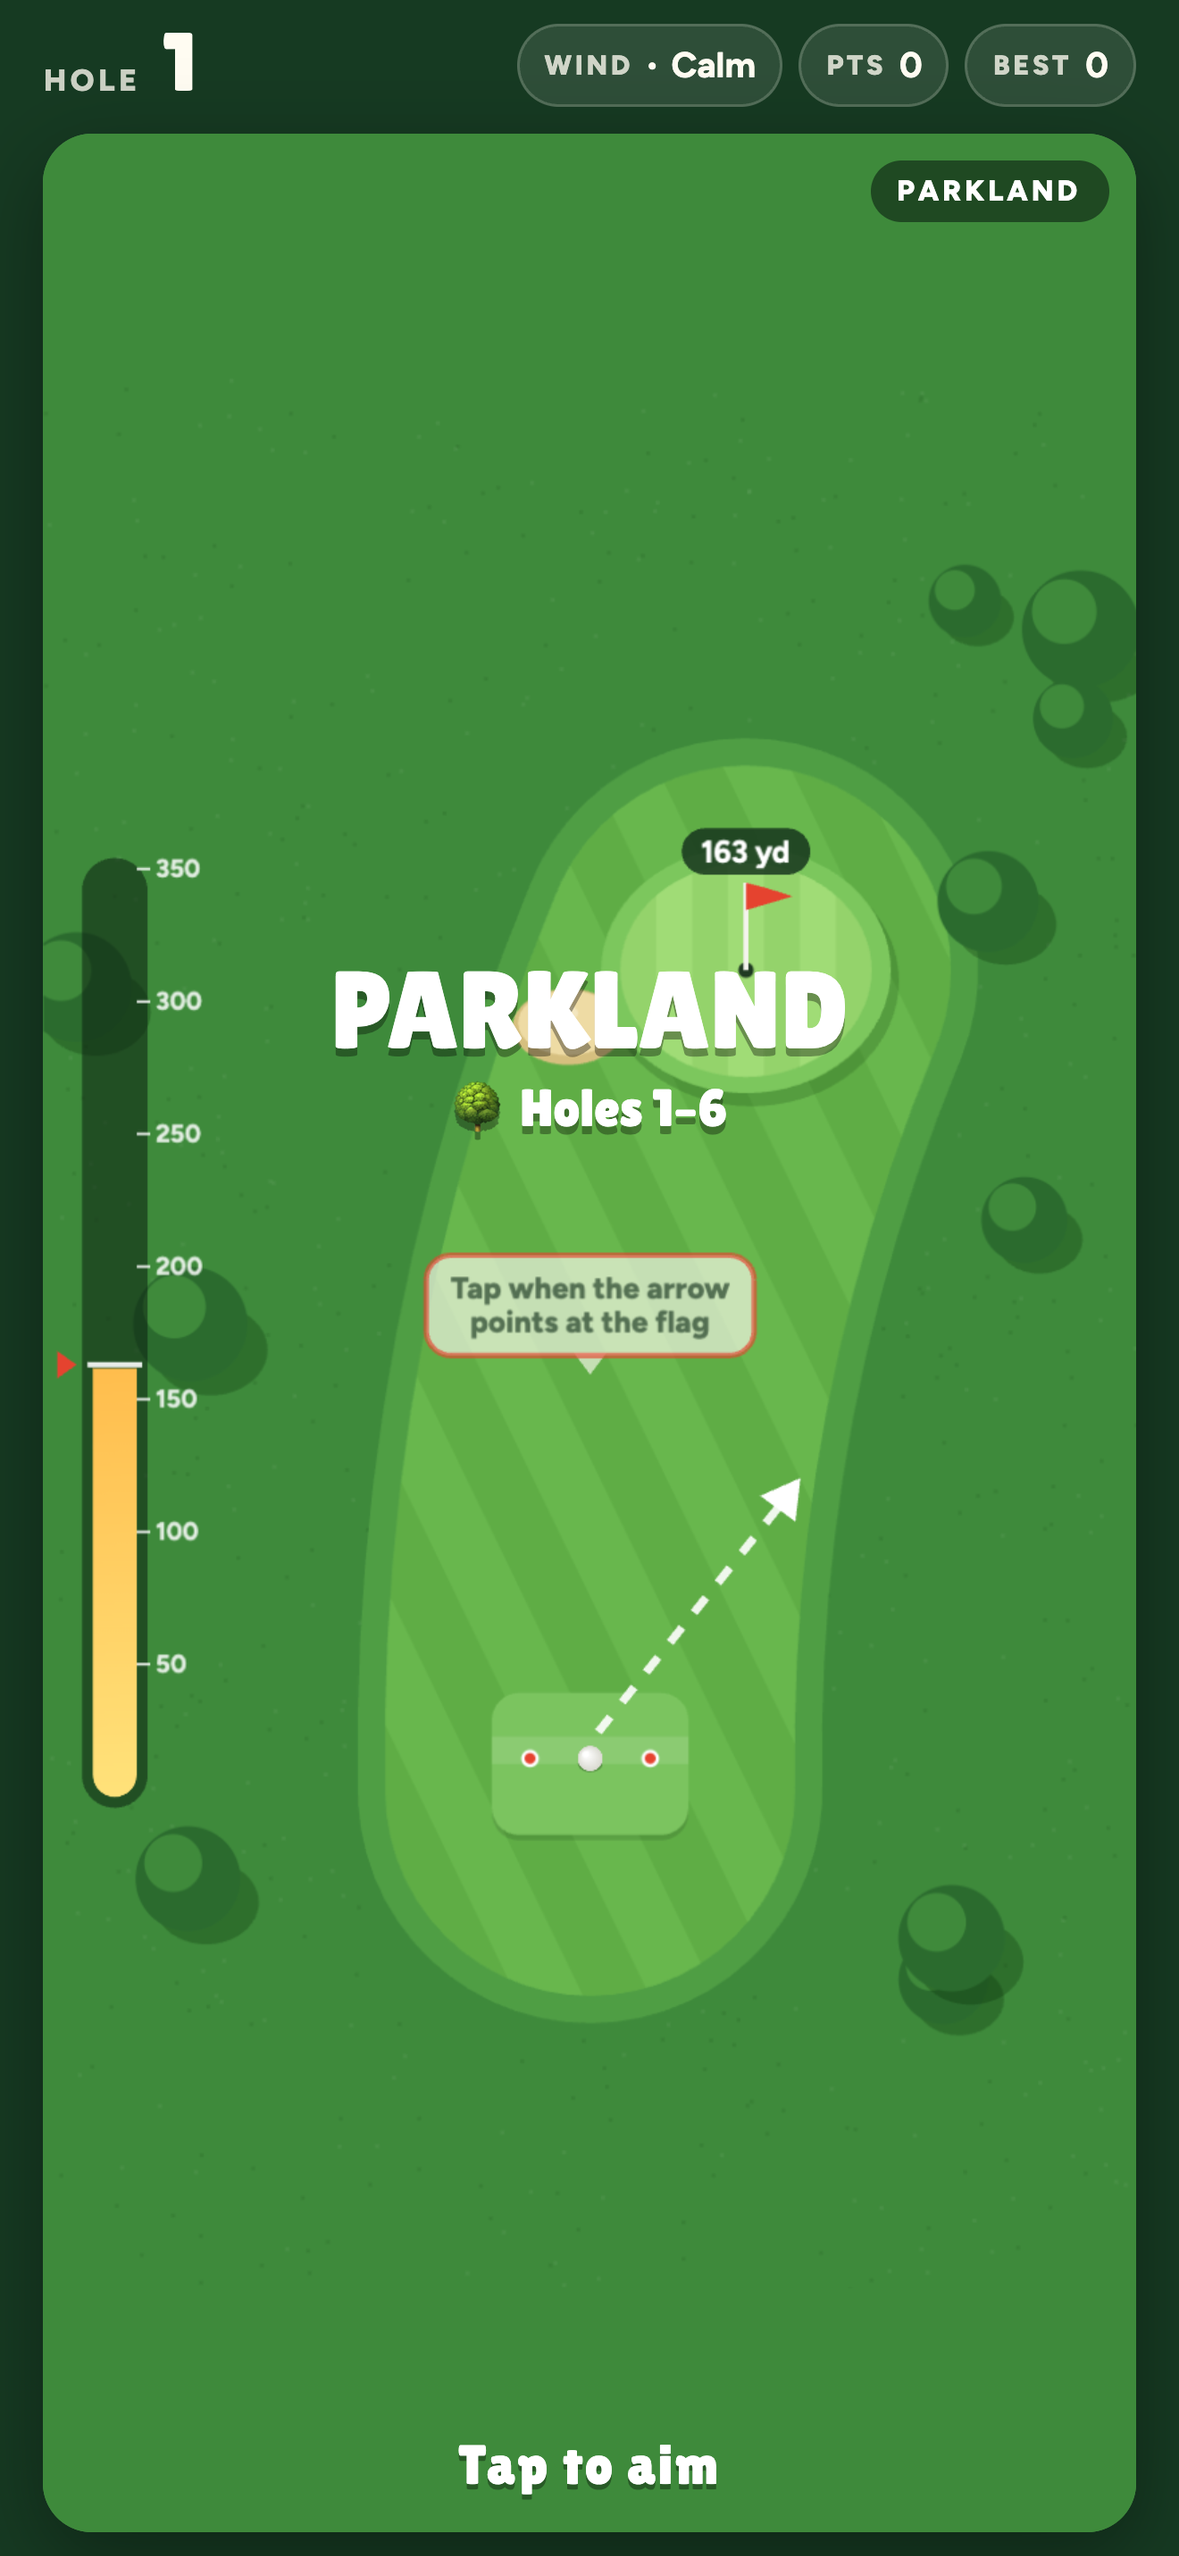 HOLE 1
WIND · Calm
PTS 0
BEST 0
PARKLAND
163 yd
350
300
250
200
150
100
50
PARKLAND
🌳 Holes 1–6
Tap when the arrow
points at the flag
Tap to aim